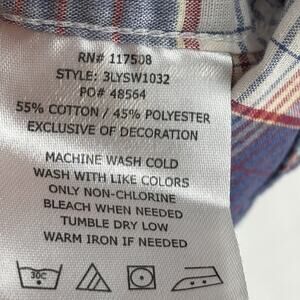 RN# 117508
STYLE: 3LYSW1032
PO# 48564
55% COTTON / 45% POLYESTER
EXCLUSIVE OF DECORATION
MACHINE WASH COLD
WASH WITH LIKE COLORS
ONLY NON-CHLORINE
BLEACH WHEN NEEDED
TUMBLE DRY LOW
WARM IRON IF NEEDED
30C